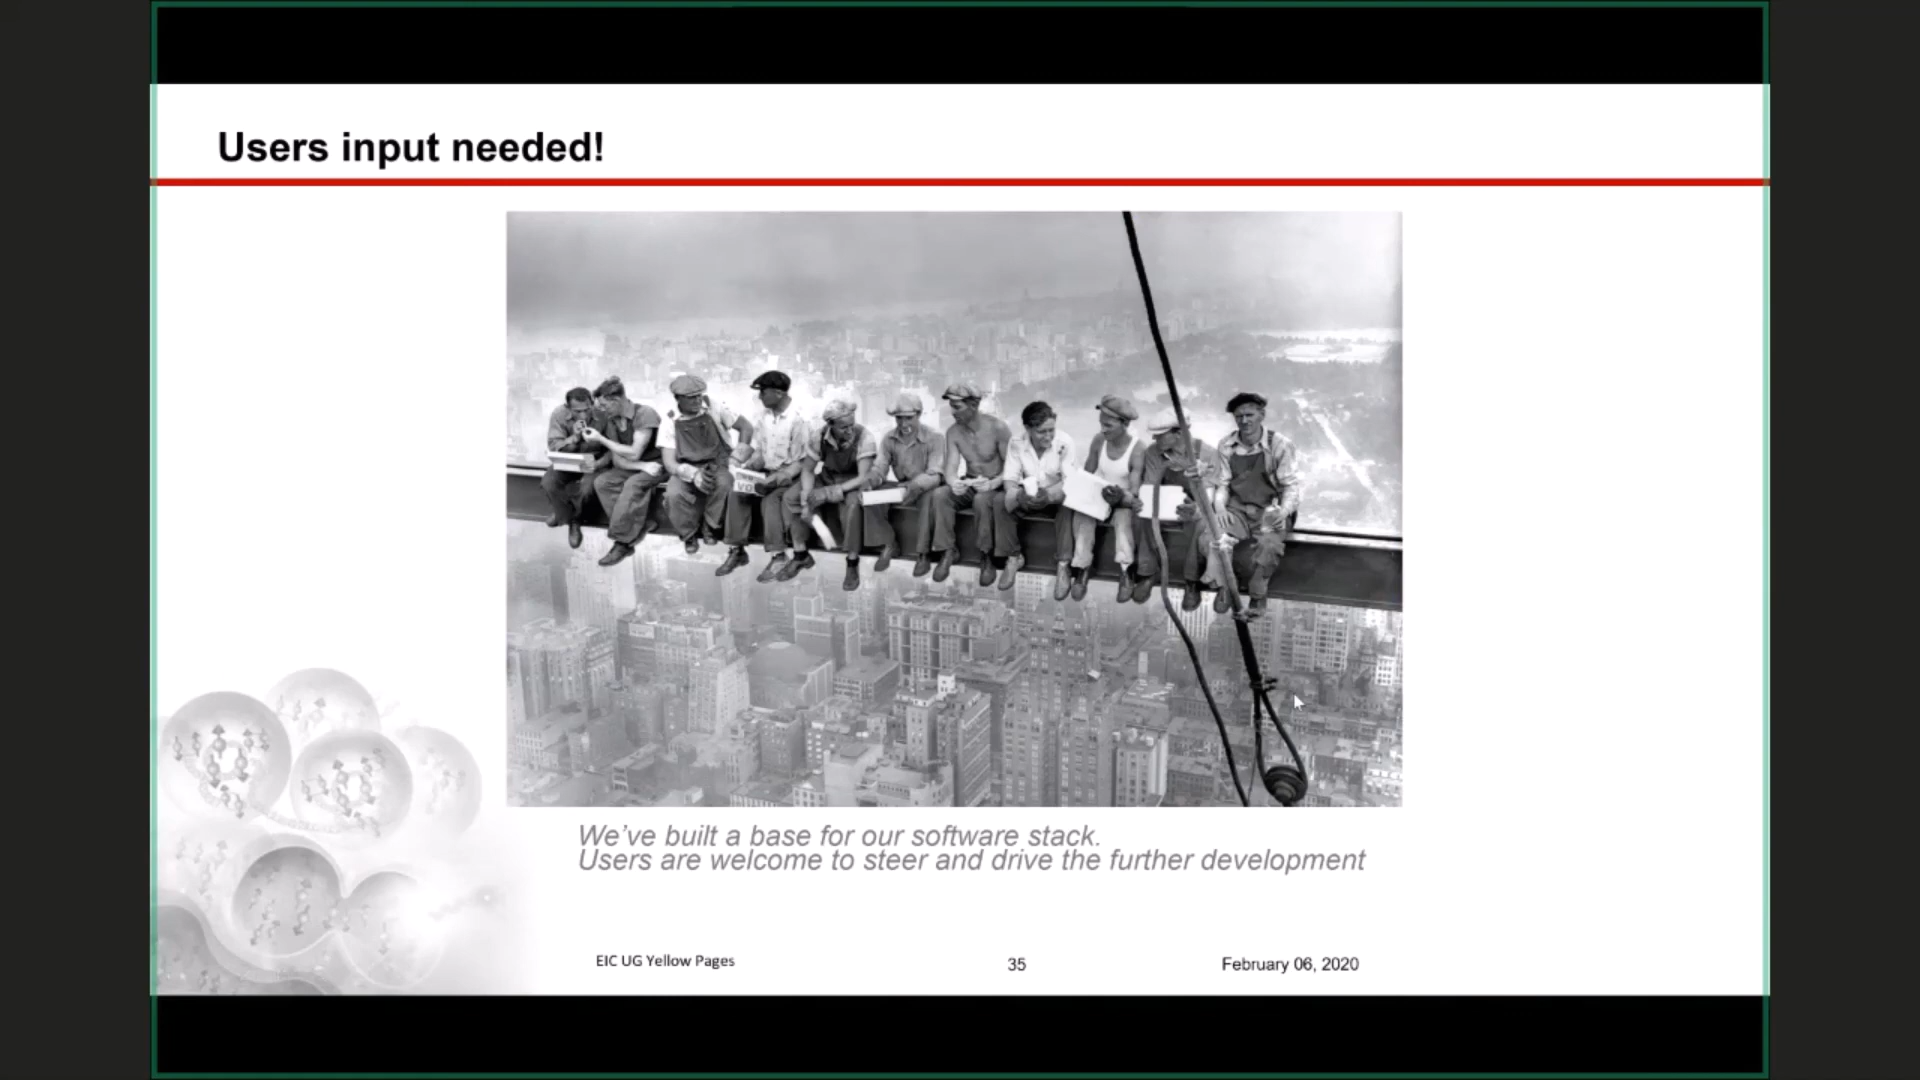 Users input needed!
VO
We've built a base for our software stack.
Users are welcome to steer and drive the further development
EIC UG Yellow Pages
35
February 06, 2020